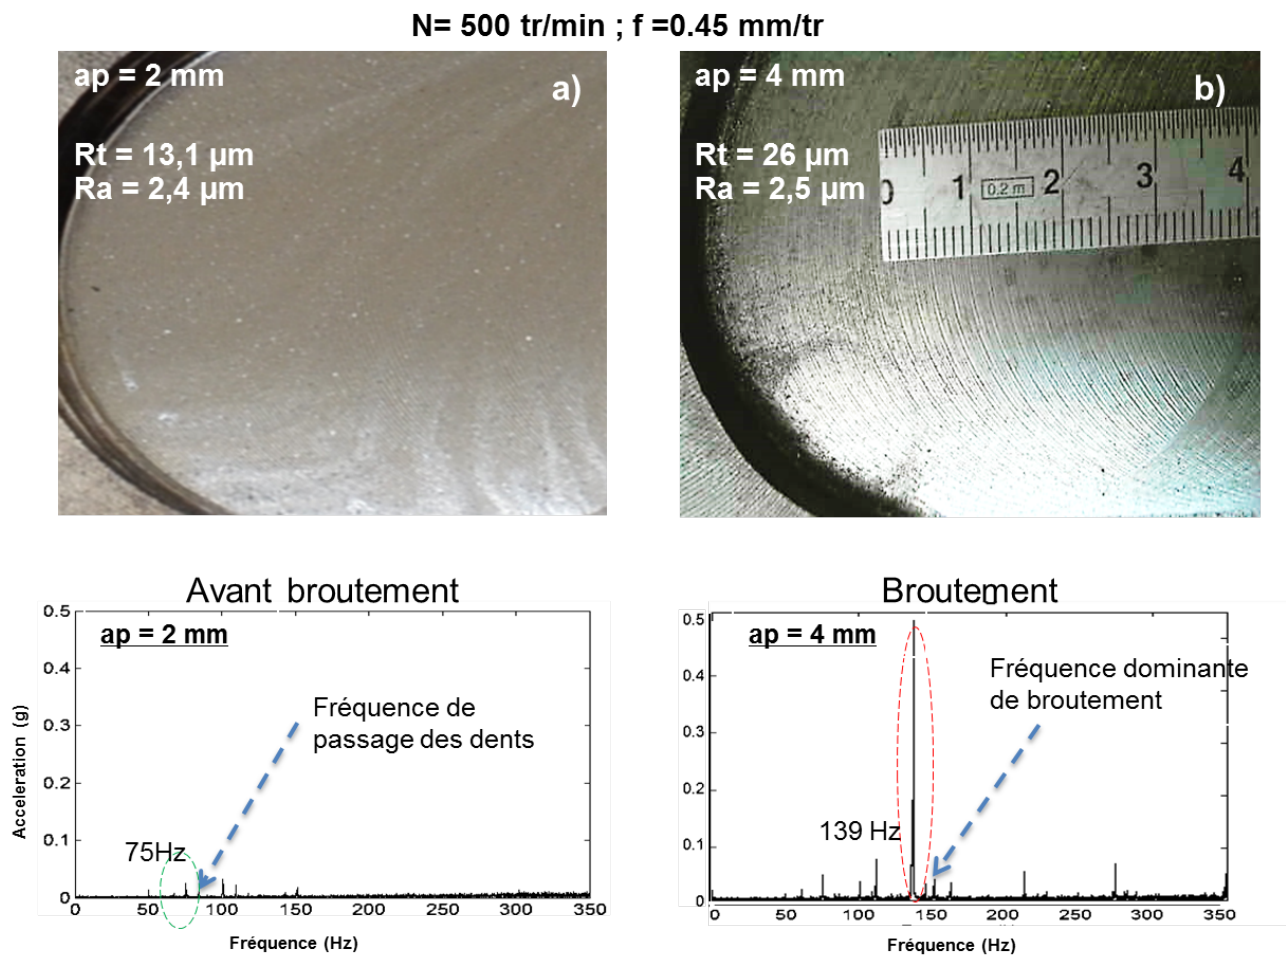 N= 500 tr/min ; f =0.45 mm/tr
ap = 2 mm
a)
Rt = 13,1 µm
Ra = 2,4 µm
ap = 4 mm
b)
Rt = 26 µm
Ra = 2,5 µm
0 1 0.2 m 2 3 4
Avant broutement
0.5
0.4
0.3
0.2
0.1
0
ap = 2 mm
Fréquence de
passage des dents
75Hz
Acceleration (g)
0 50 100 150 200 250 300 350
Fréquence (Hz)
Broutement
0.5
0.4
0.3
0.2
0.1
0
ap = 4 mm
Fréquence dominante
de broutement
139 Hz
0 50 100 150 200 250 300 350
Fréquence (Hz)